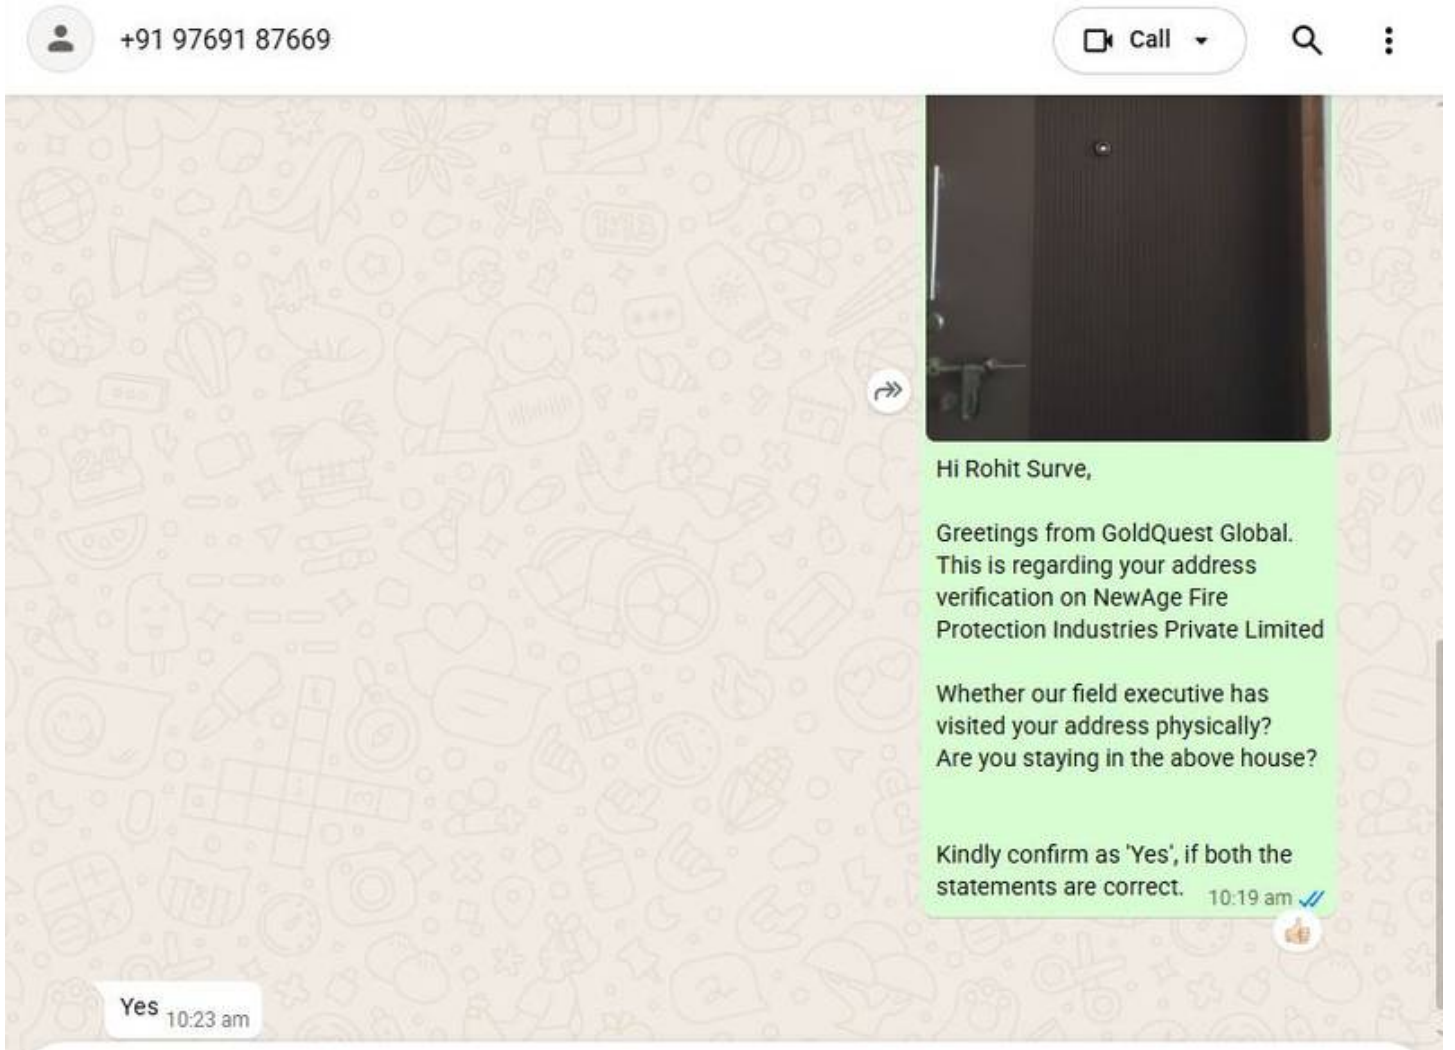 +91 97691 87669
Call
Hi Rohit Surve,
Greetings from GoldQuest Global.
This is regarding your address
verification on NewAge Fire
Protection Industries Private Limited
Whether our field executive has
visited your address physically?
Are you staying in the above house?
Kindly confirm as 'Yes', if both the
statements are correct.
10:19 am
Yes
10:23 am